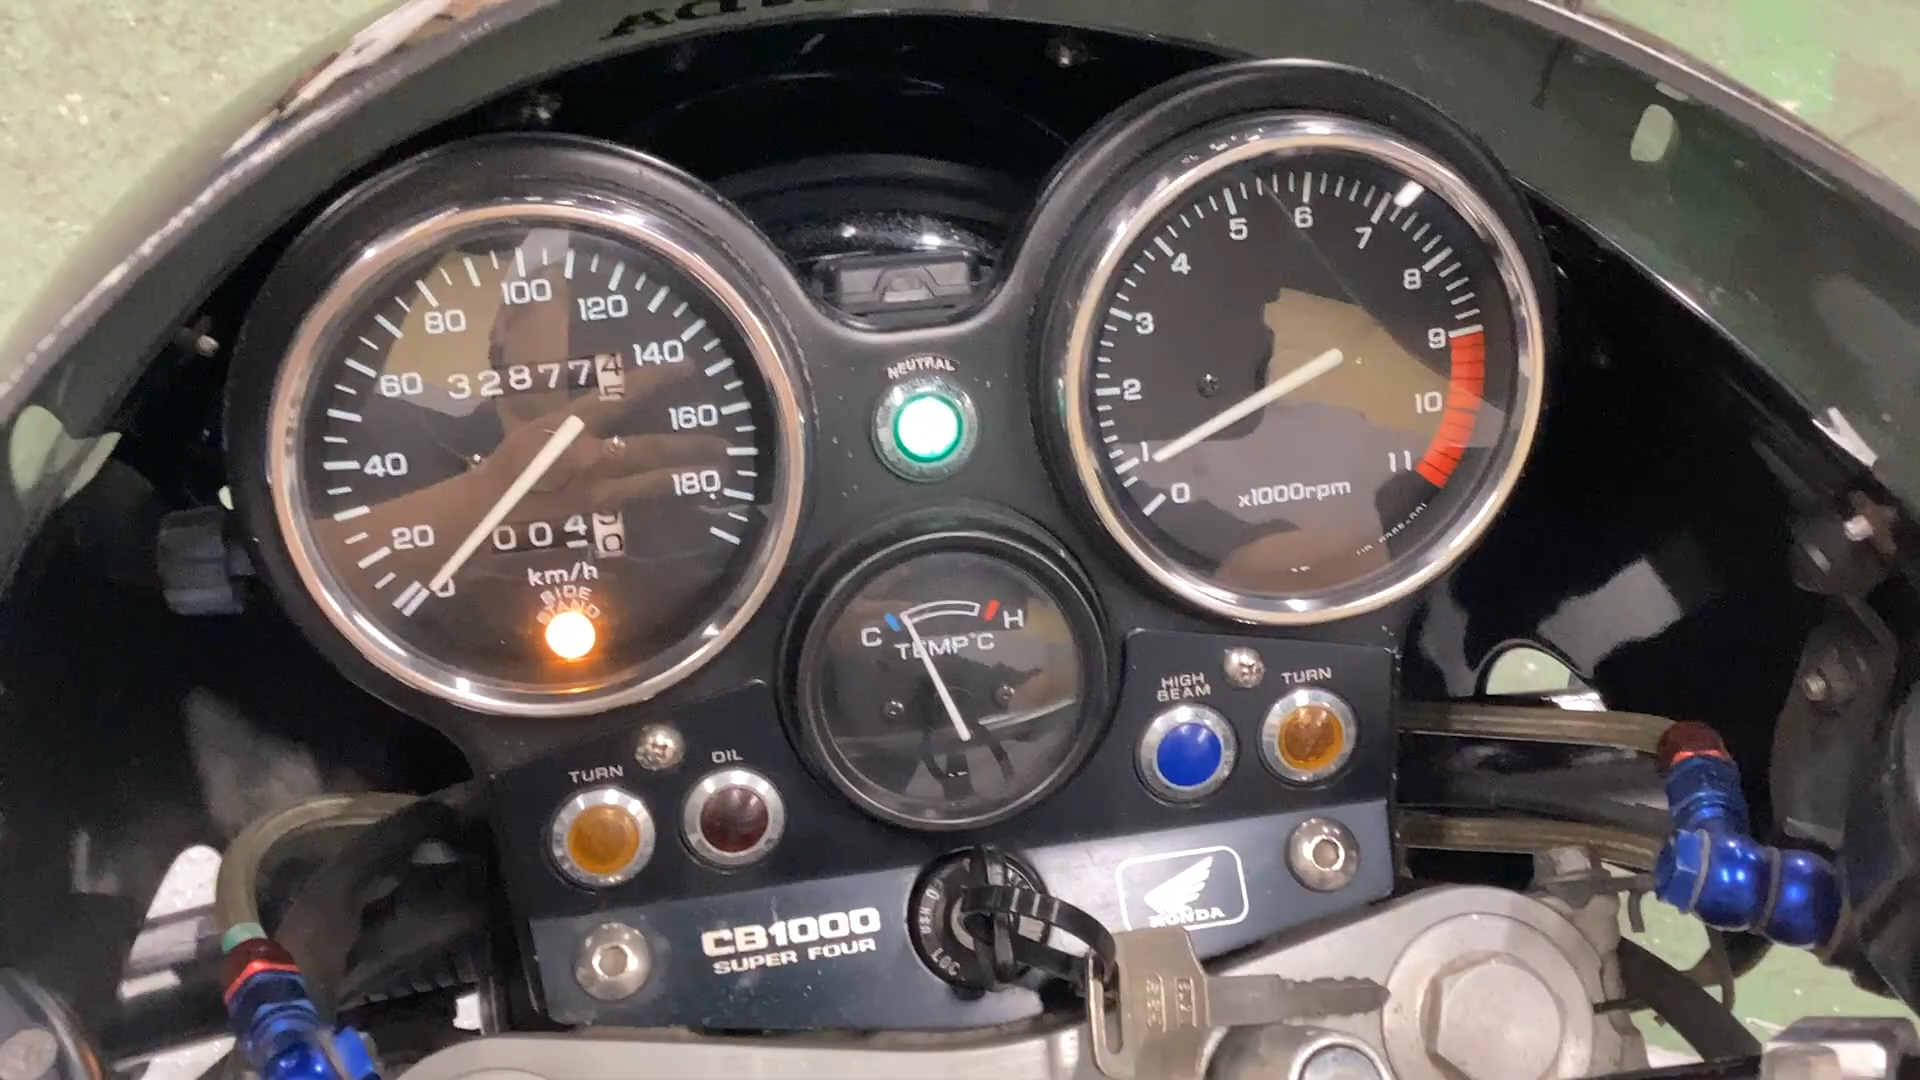 HONDA
80
100
120
140
60
32877 4
160
40
180
20
004
0
km/h
SIDE
STAND
NEUTRAL
5
6
7
4
8
3
9
2
10
1
11
0
x1000rpm
C
H
TEMP°C
TURN
OIL
HIGH
BEAM
TURN
CB1000
SUPER FOUR
HONDA